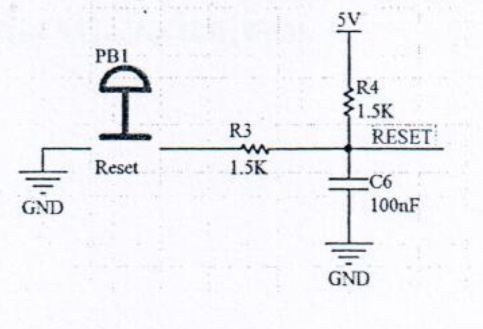 5V
PB1
R4
1.5K
R3
RESET
Reset
1.5K
C6
100nF
GND
GND